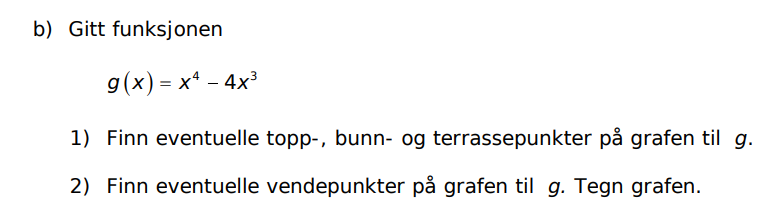 b) Gitt funksjonen
g(x) = x⁴ – 4x³
1) Finn eventuelle topp-, bunn- og terrassepunkter på grafen til g.
2) Finn eventuelle vendepunkter på grafen til g. Tegn grafen.